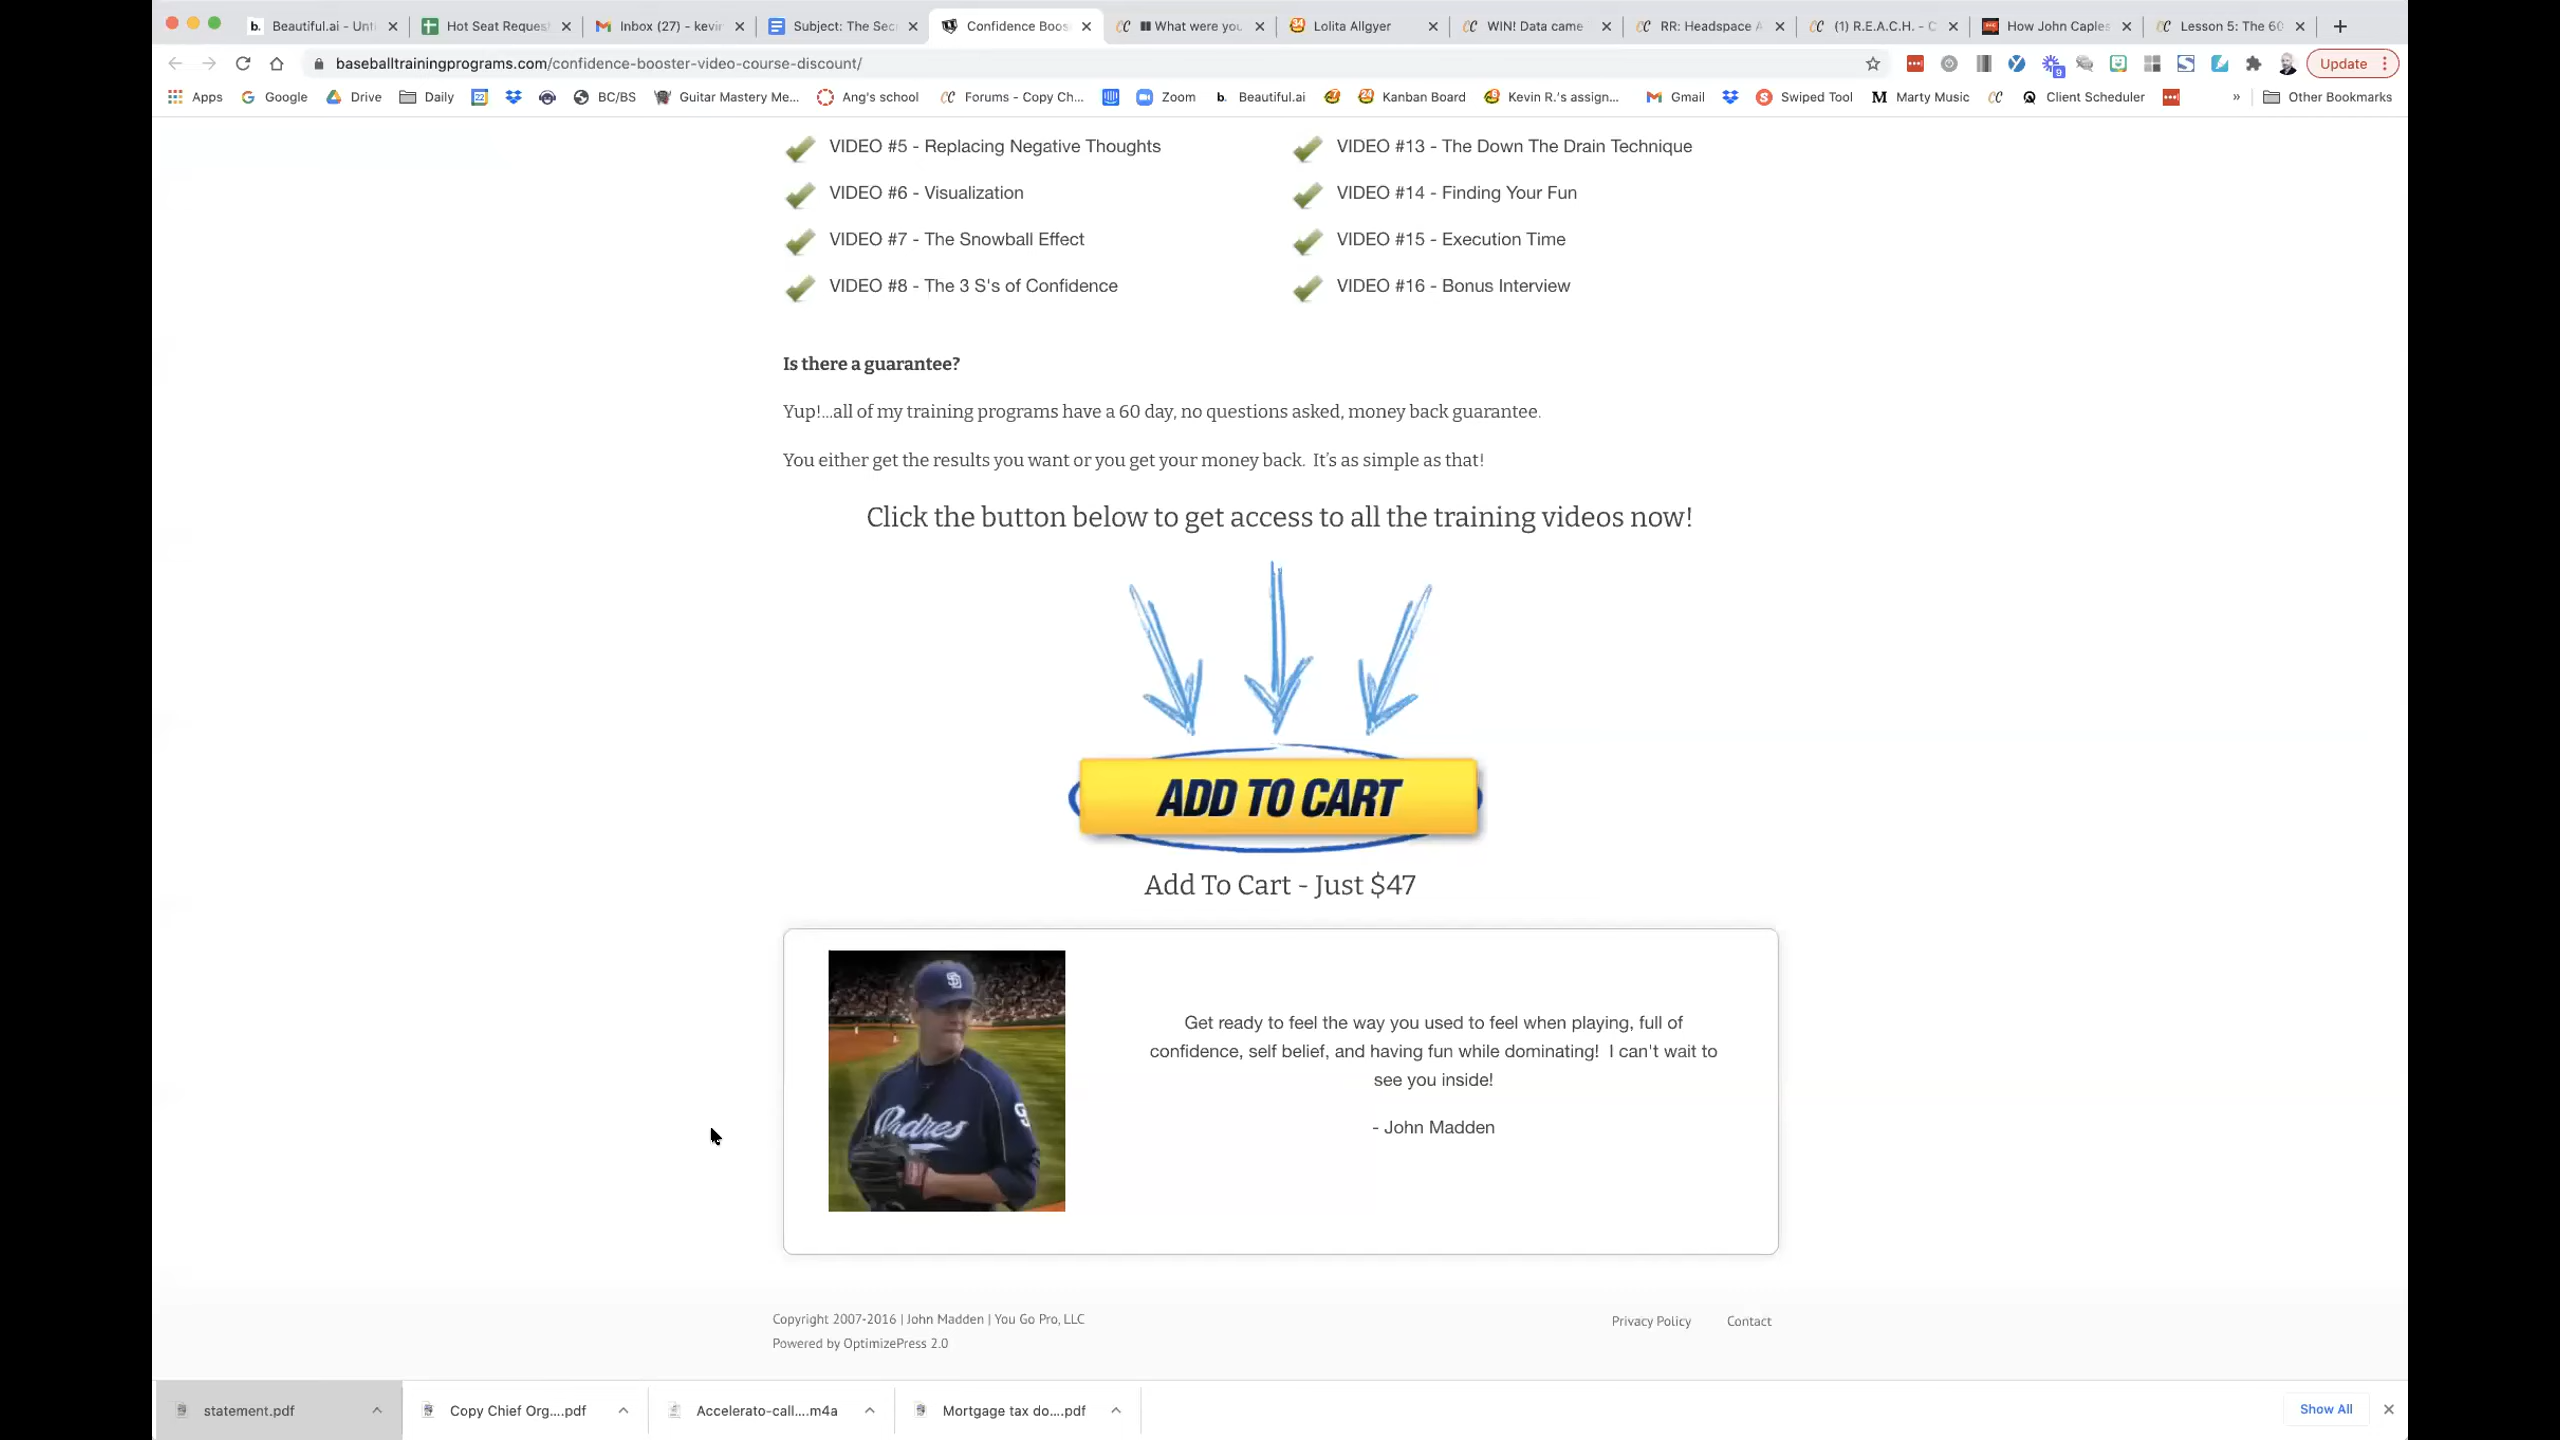 Beautiful.ai - Unti
Hot Seat Reques
Inbox (27) - kevin
Subject: The Sec
Confidence Boos
What were you
Lolita Allgyer
WIN! Data came
RR: Headspace A
(1) R.E.A.C.H. - C
How John Caples
Lesson 5: The 60
baseballtrainingprograms.com/confidence-booster-video-course-discount/
Update
Apps
Google
Drive
Daily
BC/BS
Guitar Mastery Me...
Ang's school
Forums - Copy Ch...
Zoom
Beautiful.ai
Kanban Board
Kevin R.'s assign...
Gmail
Swiped Tool
Marty Music
Client Scheduler
»
Other Bookmarks
VIDEO #5 - Replacing Negative Thoughts
VIDEO #13 - The Down The Drain Technique
VIDEO #6 - Visualization
VIDEO #14 - Finding Your Fun
VIDEO #7 - The Snowball Effect
VIDEO #15 - Execution Time
VIDEO #8 - The 3 S's of Confidence
VIDEO #16 - Bonus Interview
Is there a guarantee?
Yup!...all of my training programs have a 60 day, no questions asked, money back guarantee.
You either get the results you want or you get your money back.  It's as simple as that!
Click the button below to get access to all the training videos now!
ADD TO CART
Add To Cart - Just $47
Padres
Get ready to feel the way you used to feel when playing, full of
confidence, self belief, and having fun while dominating!  I can't wait to
see you inside!
- John Madden
Copyright 2007-2016 | John Madden | You Go Pro, LLC
Powered by OptimizePress 2.0
Privacy Policy
Contact
statement.pdf
Copy Chief Org....pdf
Accelerato-call....m4a
Mortgage tax do....pdf
Show All